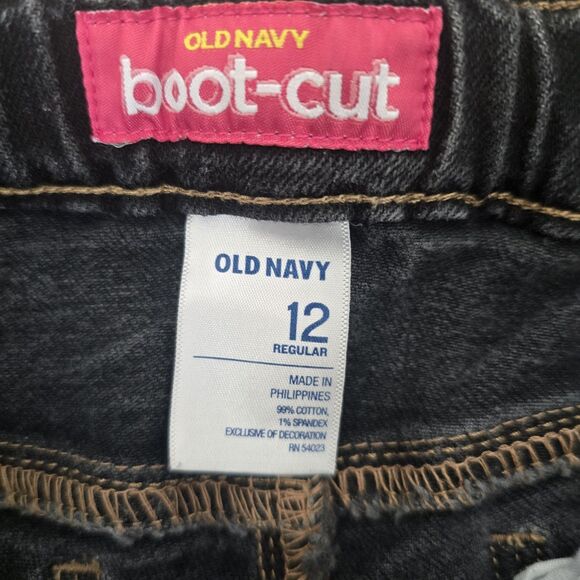 OLD NAVY
boot-cut
OLD NAVY
12
REGULAR
MADE IN
PHILIPPINES
99% COTTON,
1% SPANDEX
EXCLUSIVE OF DECORATION
RN 54023